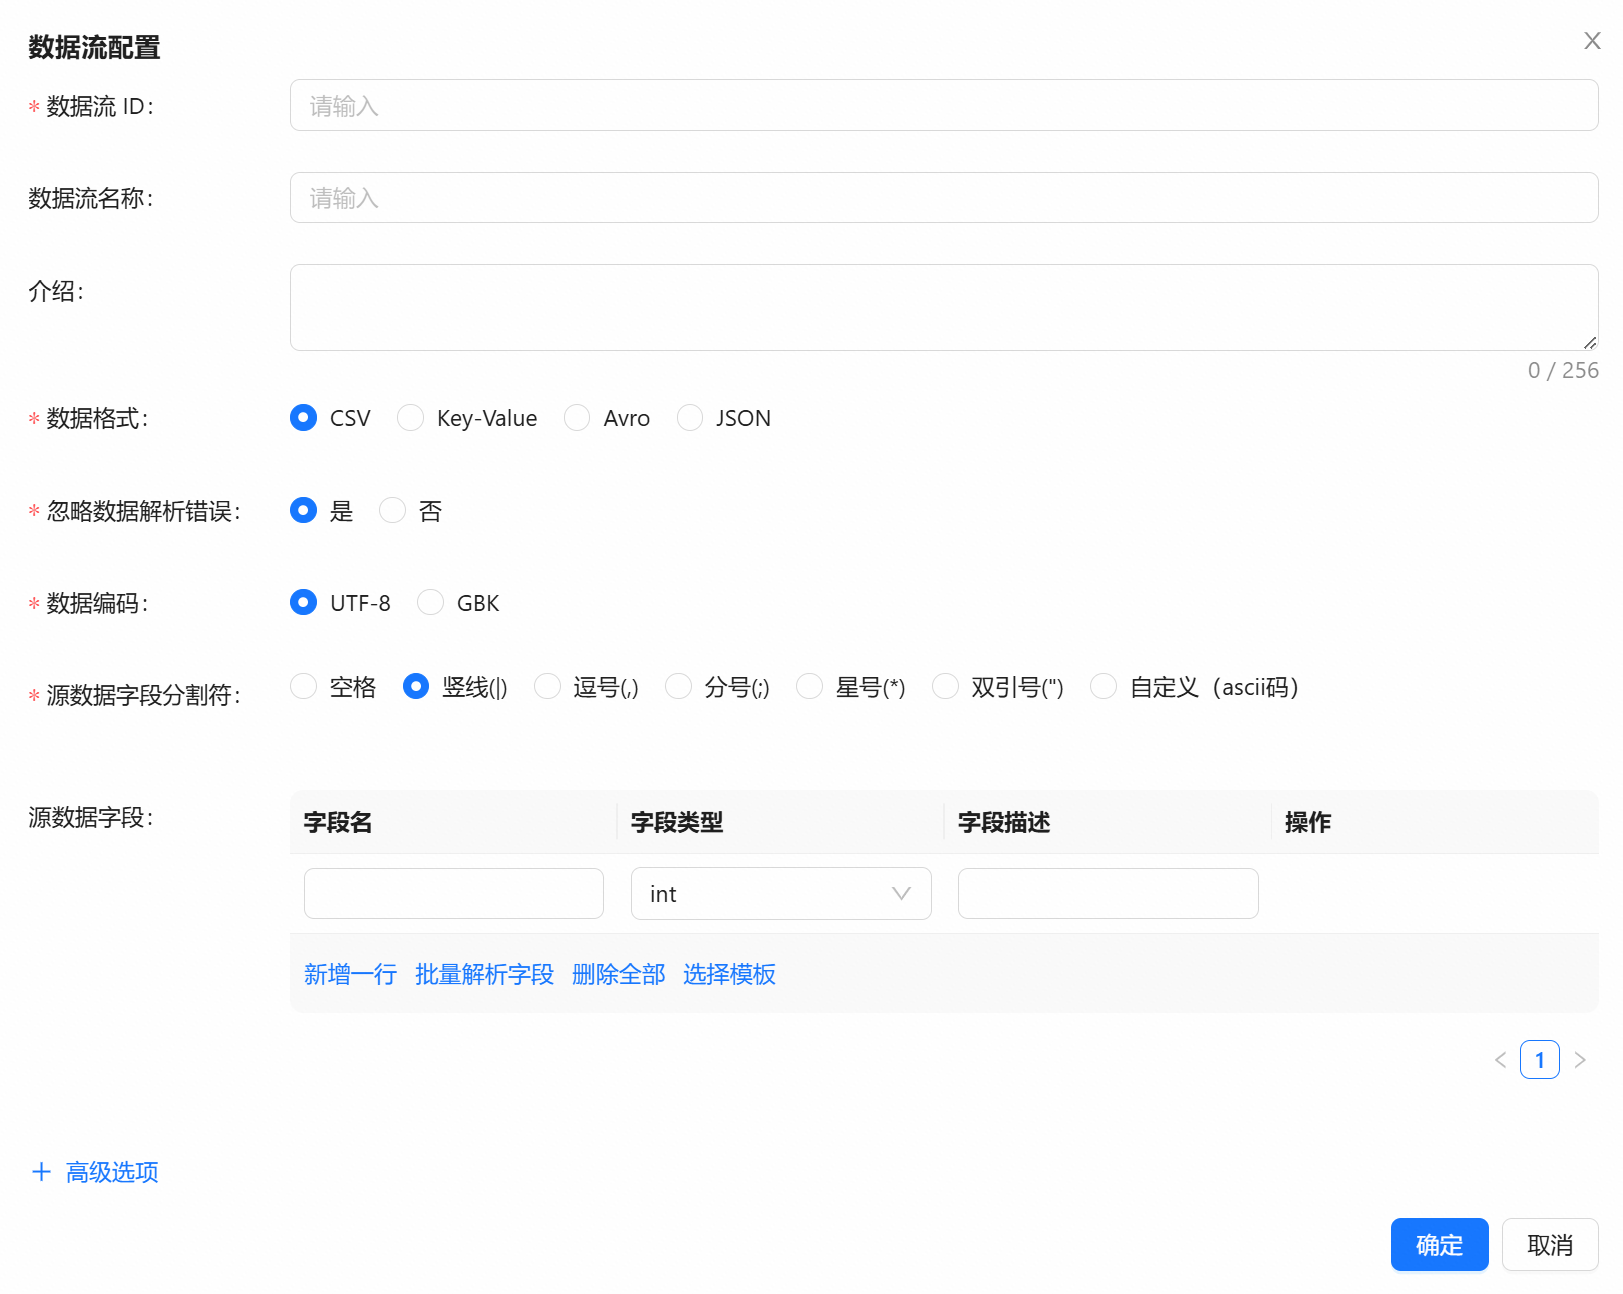 数据流配置
* 数据流 ID:
请输入
数据流名称:
请输入
介绍:
0 / 256
* 数据格式:
CSV Key-Value Avro JSON
* 忽略数据解析错误:
是 否
* 数据编码:
UTF-8 GBK
* 源数据字段分割符:
空格 竖线(|) 逗号(,) 分号(;) 星号(*) 双引号(") 自定义（ascii码）
源数据字段:
字段名 字段类型 字段描述 操作
int
新增一行 批量解析字段 删除全部 选择模板
< 1 >
+ 高级选项
确定 取消